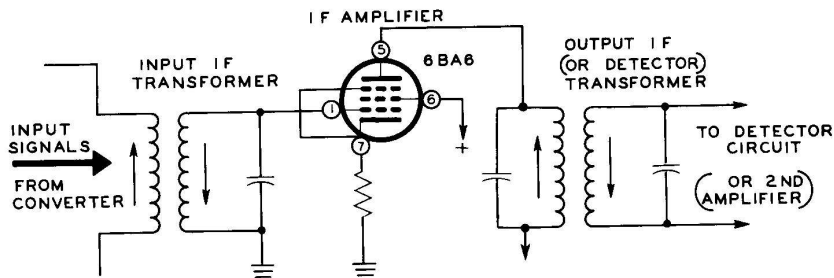 IF AMPLIFIER
6BA6
INPUT IF
TRANSFORMER
OUTPUT IF
(OR DETECTOR)
TRANSFORMER
5
1
6
7
+
INPUT
SIGNALS
FROM
CONVERTER
TO DETECTOR
CIRCUIT
(OR 2ND
AMPLIFIER)